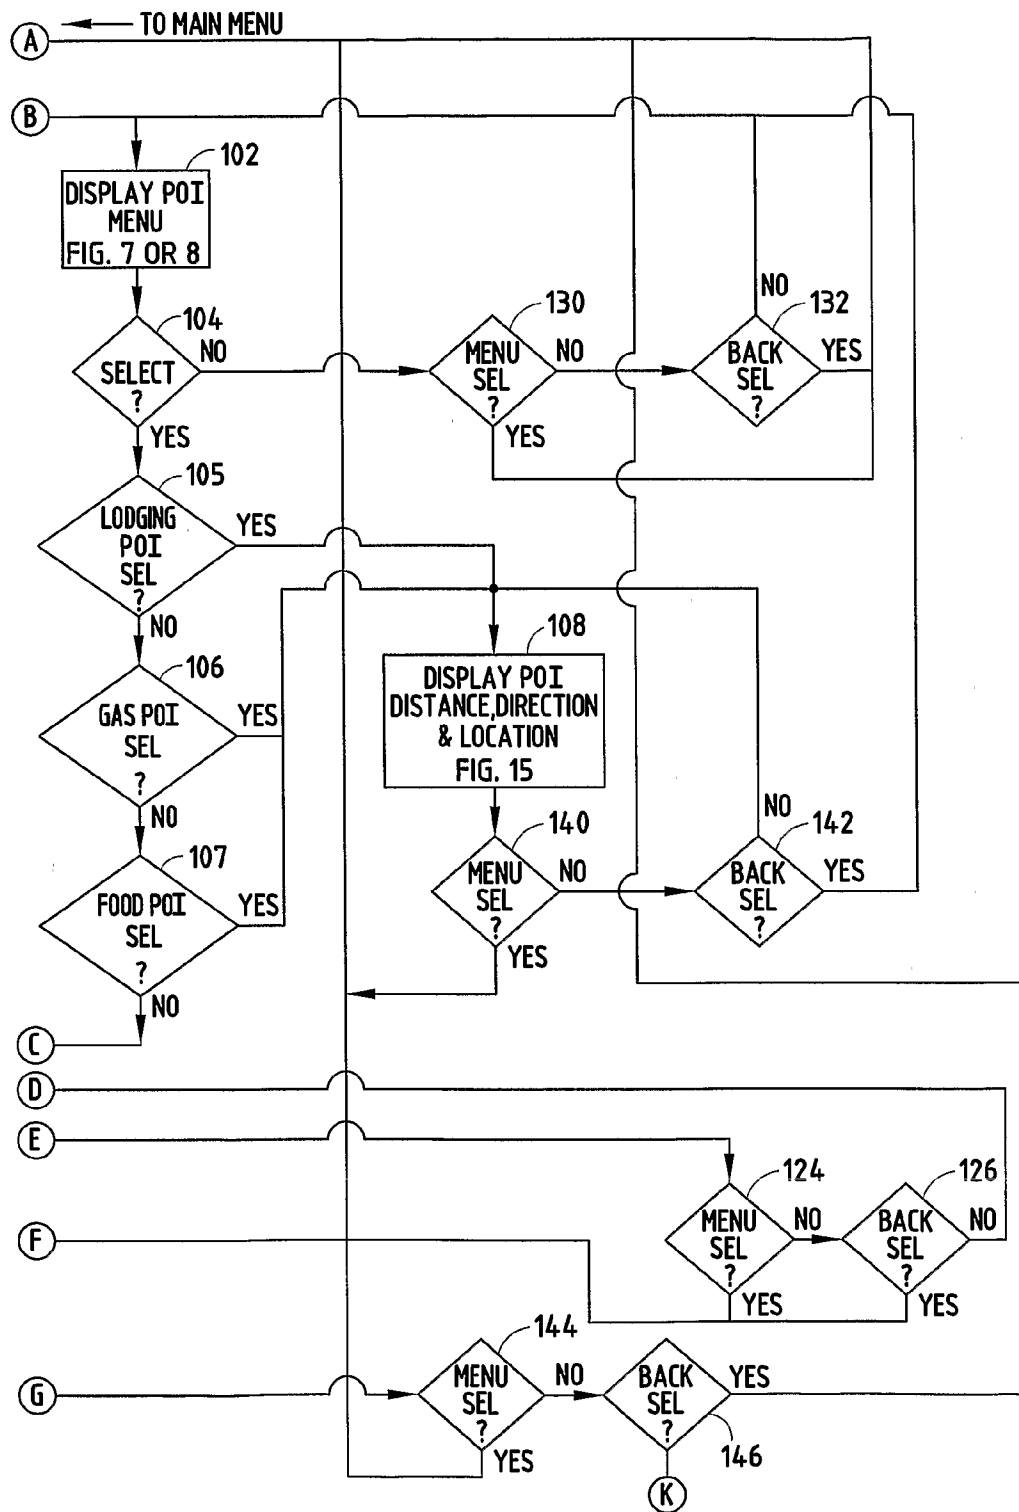 A
TO MAIN MENU
B
102
DISPLAY POI
MENU
FIG. 7 OR 8
104
SELECT
?
NO
YES
130
MENU
SEL
?
NO
YES
132
BACK
SEL
?
NO
YES
105
LODGING
POI
SEL
?
YES
NO
106
GAS POI
SEL
?
YES
NO
107
FOOD POI
SEL
?
YES
NO
108
DISPLAY POI
DISTANCE,DIRECTION
& LOCATION
FIG. 15
140
MENU
SEL
?
NO
YES
142
BACK
SEL
?
NO
YES
C
D
E
F
124
MENU
SEL
?
NO
YES
126
BACK
SEL
?
NO
YES
G
144
MENU
SEL
?
NO
YES
BACK
SEL
?
YES
146
K